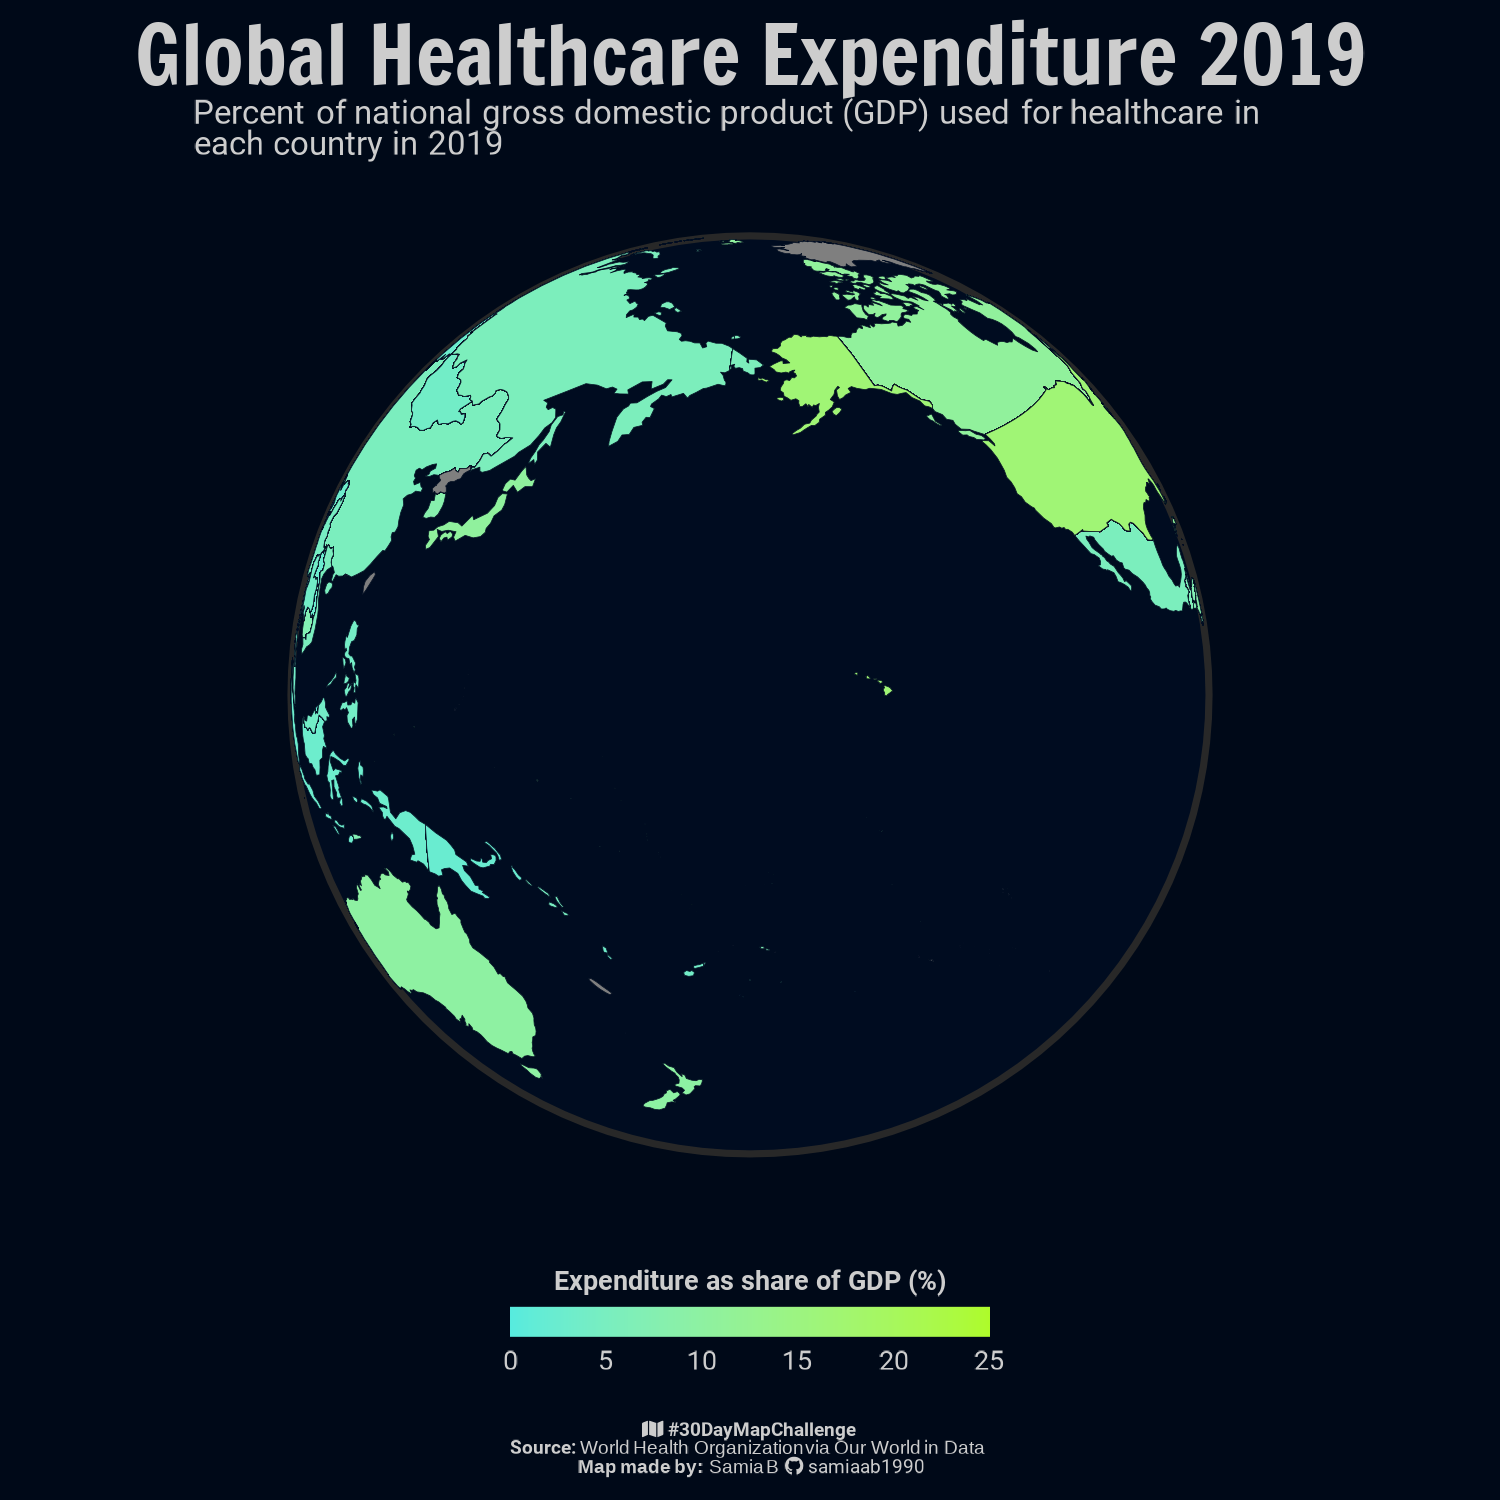 Global Healthcare Expenditure 2019
Percent of national gross domestic product (GDP) used for healthcare in
each country in 2019
Expenditure as share of GDP (%)
0 5 10 15 20 25
#30DayMapChallenge
Source: World Health Organization via Our World in Data
Map made by: Samia B samiaab1990